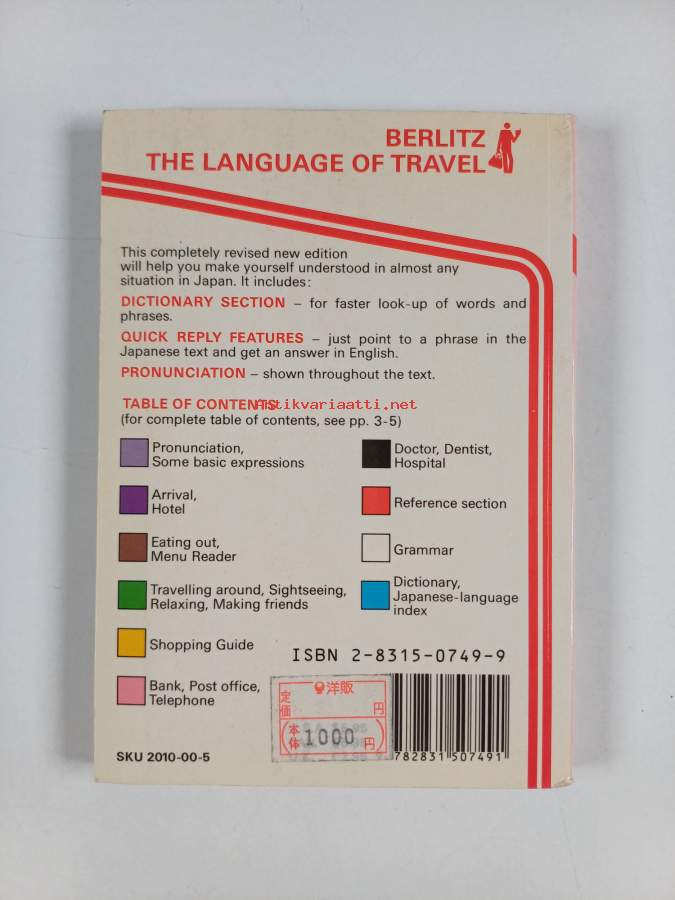 BERLITZ
THE LANGUAGE OF TRAVEL
This completely revised new edition
will help you make yourself understood in almost any
situation in Japan. It includes:
DICTIONARY SECTION – for faster look-up of words and
phrases.
QUICK REPLY FEATURES – just point to a phrase in the
Japanese text and get an answer in English.
PRONUNCIATION – shown throughout the text.
TABLE OF CONTENTS
Antikvariaatti.net
(for complete table of contents, see pp. 3-5)
Pronunciation,
Some basic expressions
Arrival,
Hotel
Eating out,
Menu Reader
Travelling around, Sightseeing,
Relaxing, Making friends
Shopping Guide
Bank, Post office,
Telephone
Doctor, Dentist,
Hospital
Reference section
Grammar
Dictionary,
Japanese-language
index
ISBN 2-8315-0749-9
洋販
定価 円
(本体 1000 円)
782831 507491
SKU 2010-00-5